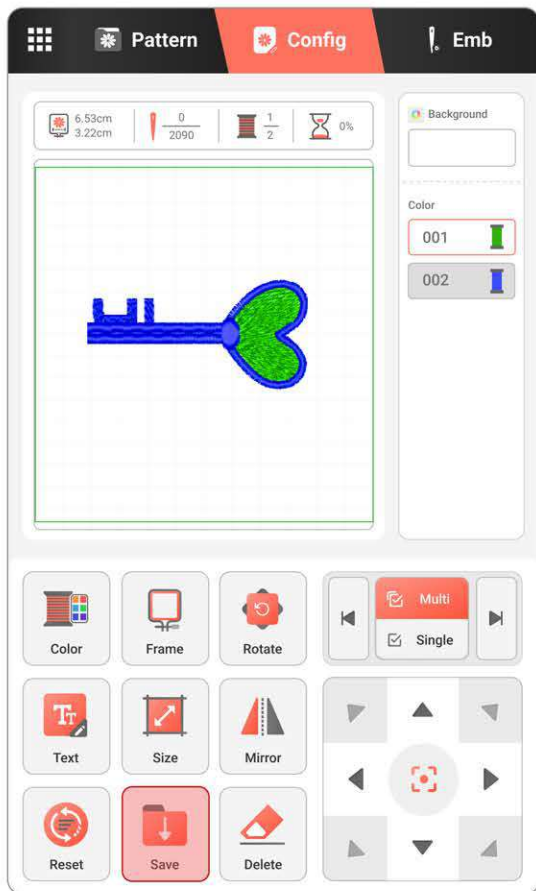 Pattern
Config
Emb
6.53cm
3.22cm
0
2090
1
2
0%
Background
Color
001
002
Color
Frame
Rotate
Multi
Single
Text
Size
Mirror
Reset
Save
Delete